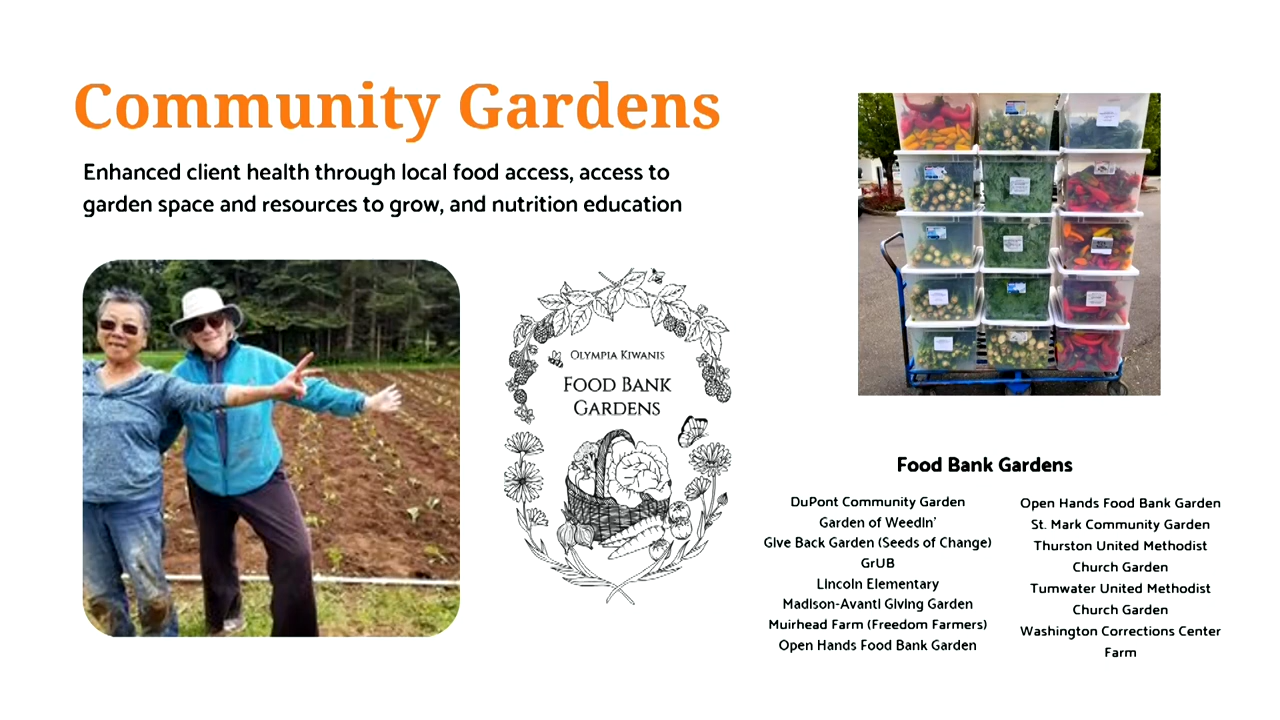 Community Gardens
Enhanced client health through local food access, access to
garden space and resources to grow, and nutrition education
OLYMPIA KIWANIS
FOOD BANK
GARDENS
Food Bank Gardens
DuPont Community Garden
Garden of Weedin'
Give Back Garden (Seeds of Change)
GrUB
Lincoln Elementary
Madison-Avanti Giving Garden
Muirhead Farm (Freedom Farmers)
Open Hands Food Bank Garden
Open Hands Food Bank Garden
St. Mark Community Garden
Thurston United Methodist
Church Garden
Tumwater United Methodist
Church Garden
Washington Corrections Center
Farm